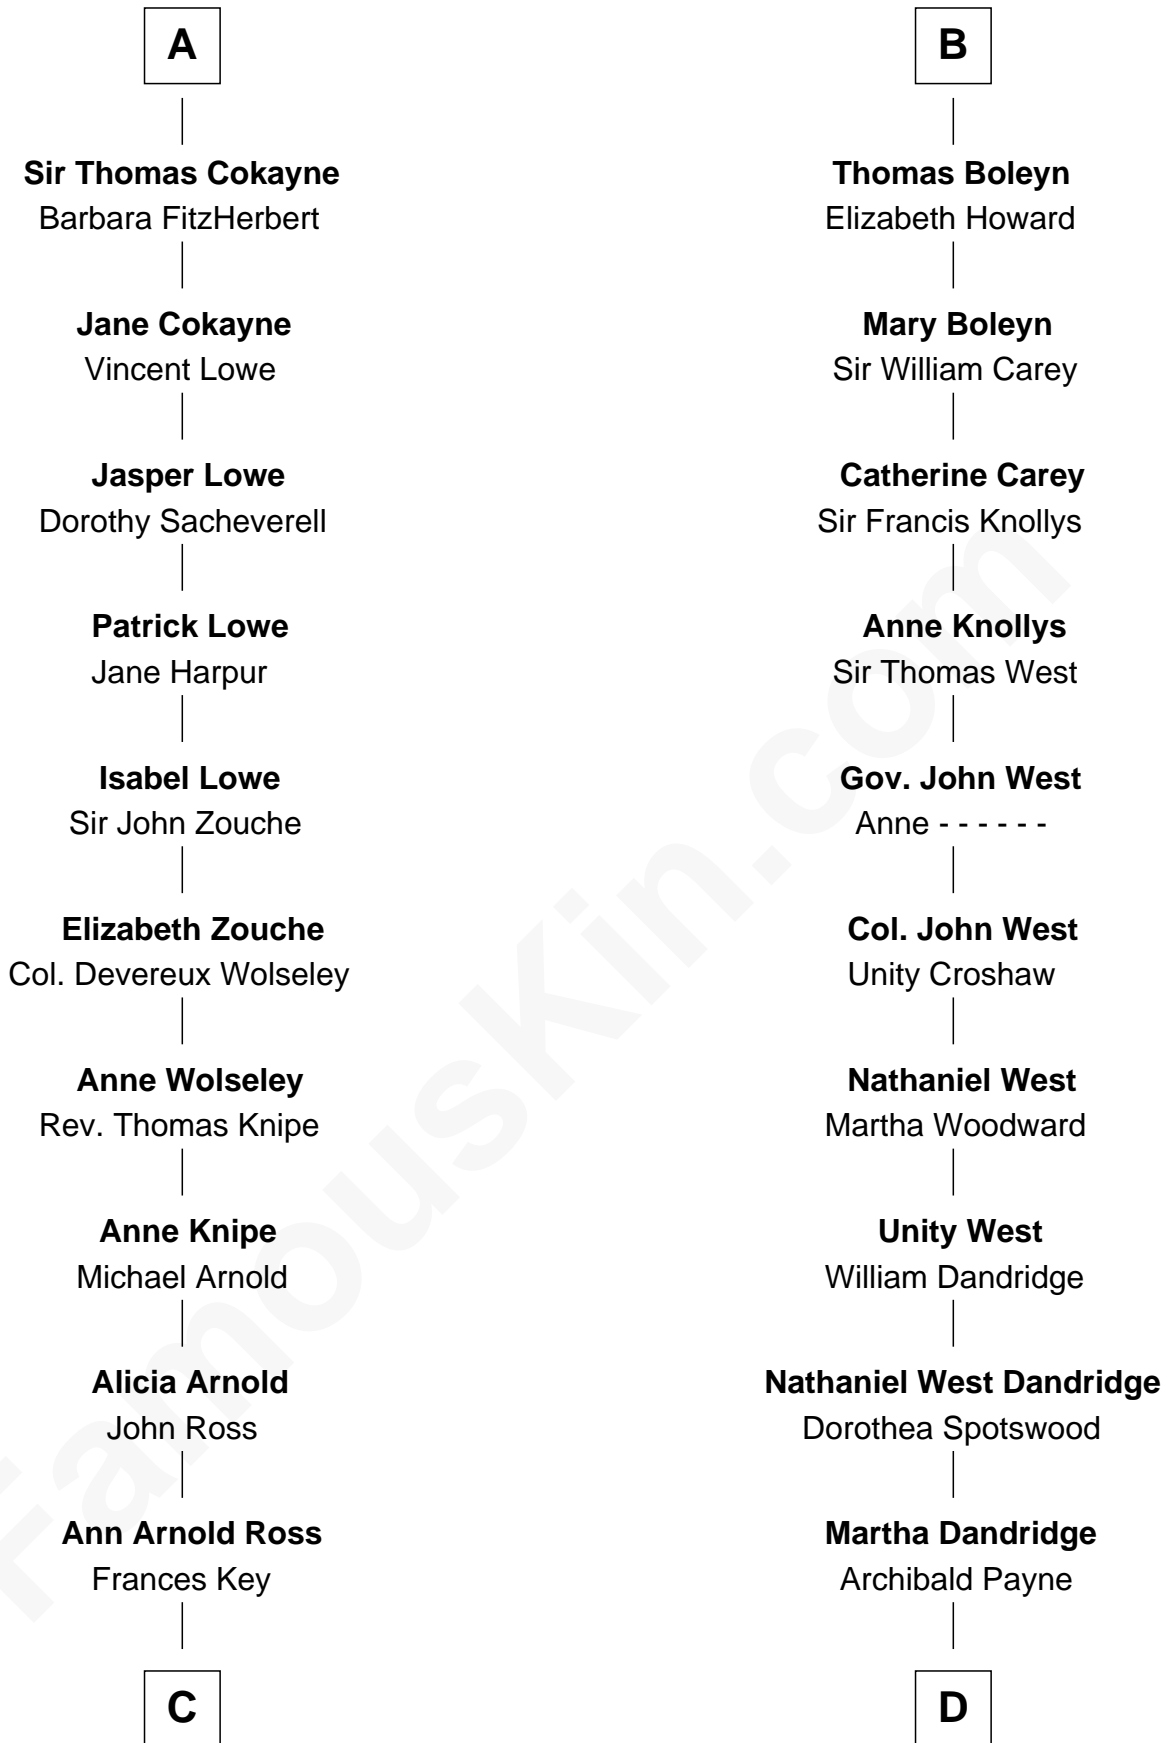 A
Sir Thomas Cokayne
Barbara FitzHerbert
Jane Cokayne
Vincent Lowe
Jasper Lowe
Dorothy Sacheverell
Patrick Lowe
Jane Harpur
Isabel Lowe
Sir John Zouche
Elizabeth Zouche
Col. Devereux Wolseley
Anne Wolseley
Rev. Thomas Knipe
Anne Knipe
Michael Arnold
Alicia Arnold
John Ross
Ann Arnold Ross
Frances Key
C
B
Thomas Boleyn
Elizabeth Howard
Mary Boleyn
Sir William Carey
Catherine Carey
Sir Francis Knollys
Anne Knollys
Sir Thomas West
Gov. John West
Anne - - - - - -
Col. John West
Unity Croshaw
Nathaniel West
Martha Woodward
Unity West
William Dandridge
Nathaniel West Dandridge
Dorothea Spotswood
Martha Dandridge
Archibald Payne
D
FamousKin.com